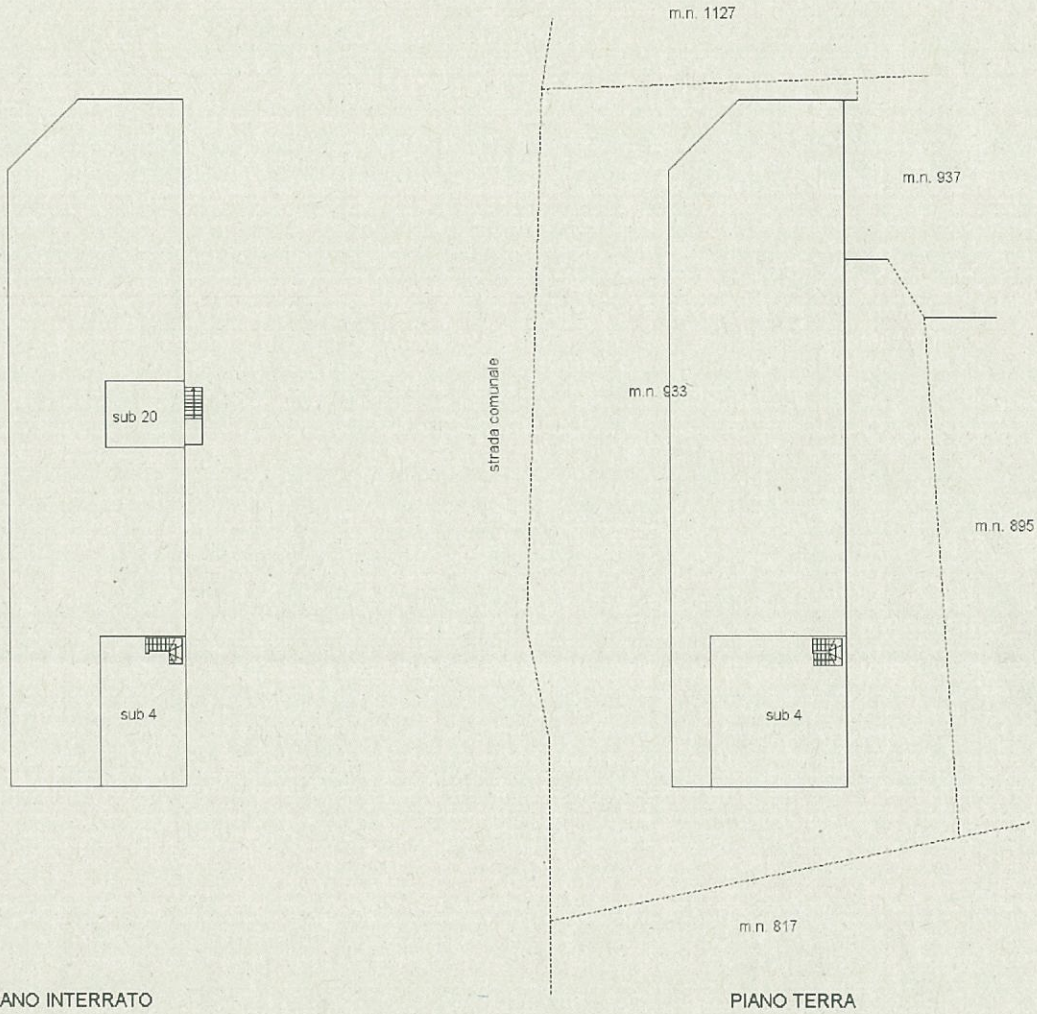 m.n. 1127
m.n. 937
strada comunale
m.n. 933
sub 20
m.n. 895
sub 4
sub 4
m.n. 817
ANO INTERRATO
PIANO TERRA